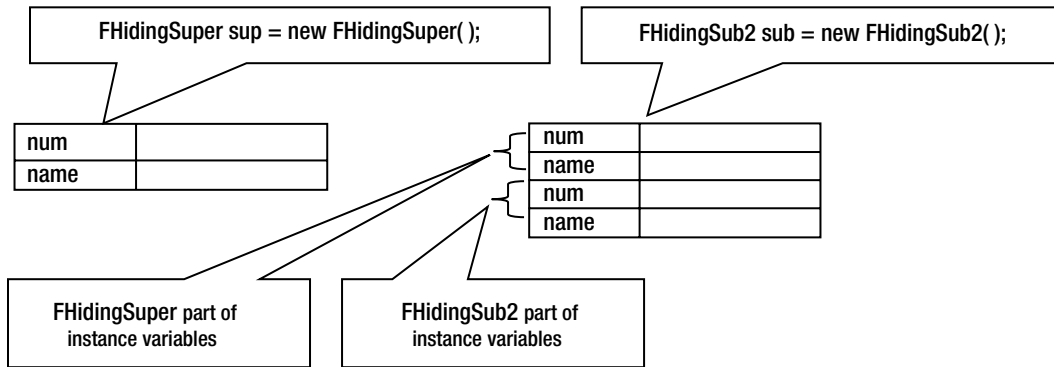 FHidingSuper sup = new FHidingSuper( );
FHidingSub2 sub = new FHidingSub2( );
num
name
num
name
num
name
FHidingSuper part of
instance variables
FHidingSub2 part of
instance variables